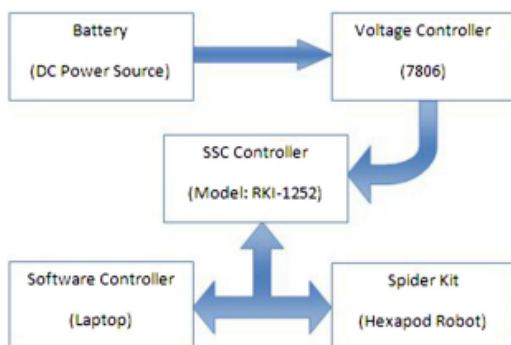 Battery
(DC Power Source)
Voltage Controller
(7806)
SSC Controller
(Model: RKI-1252)
Software Controller
(Laptop)
Spider Kit
(Hexapod Robot)